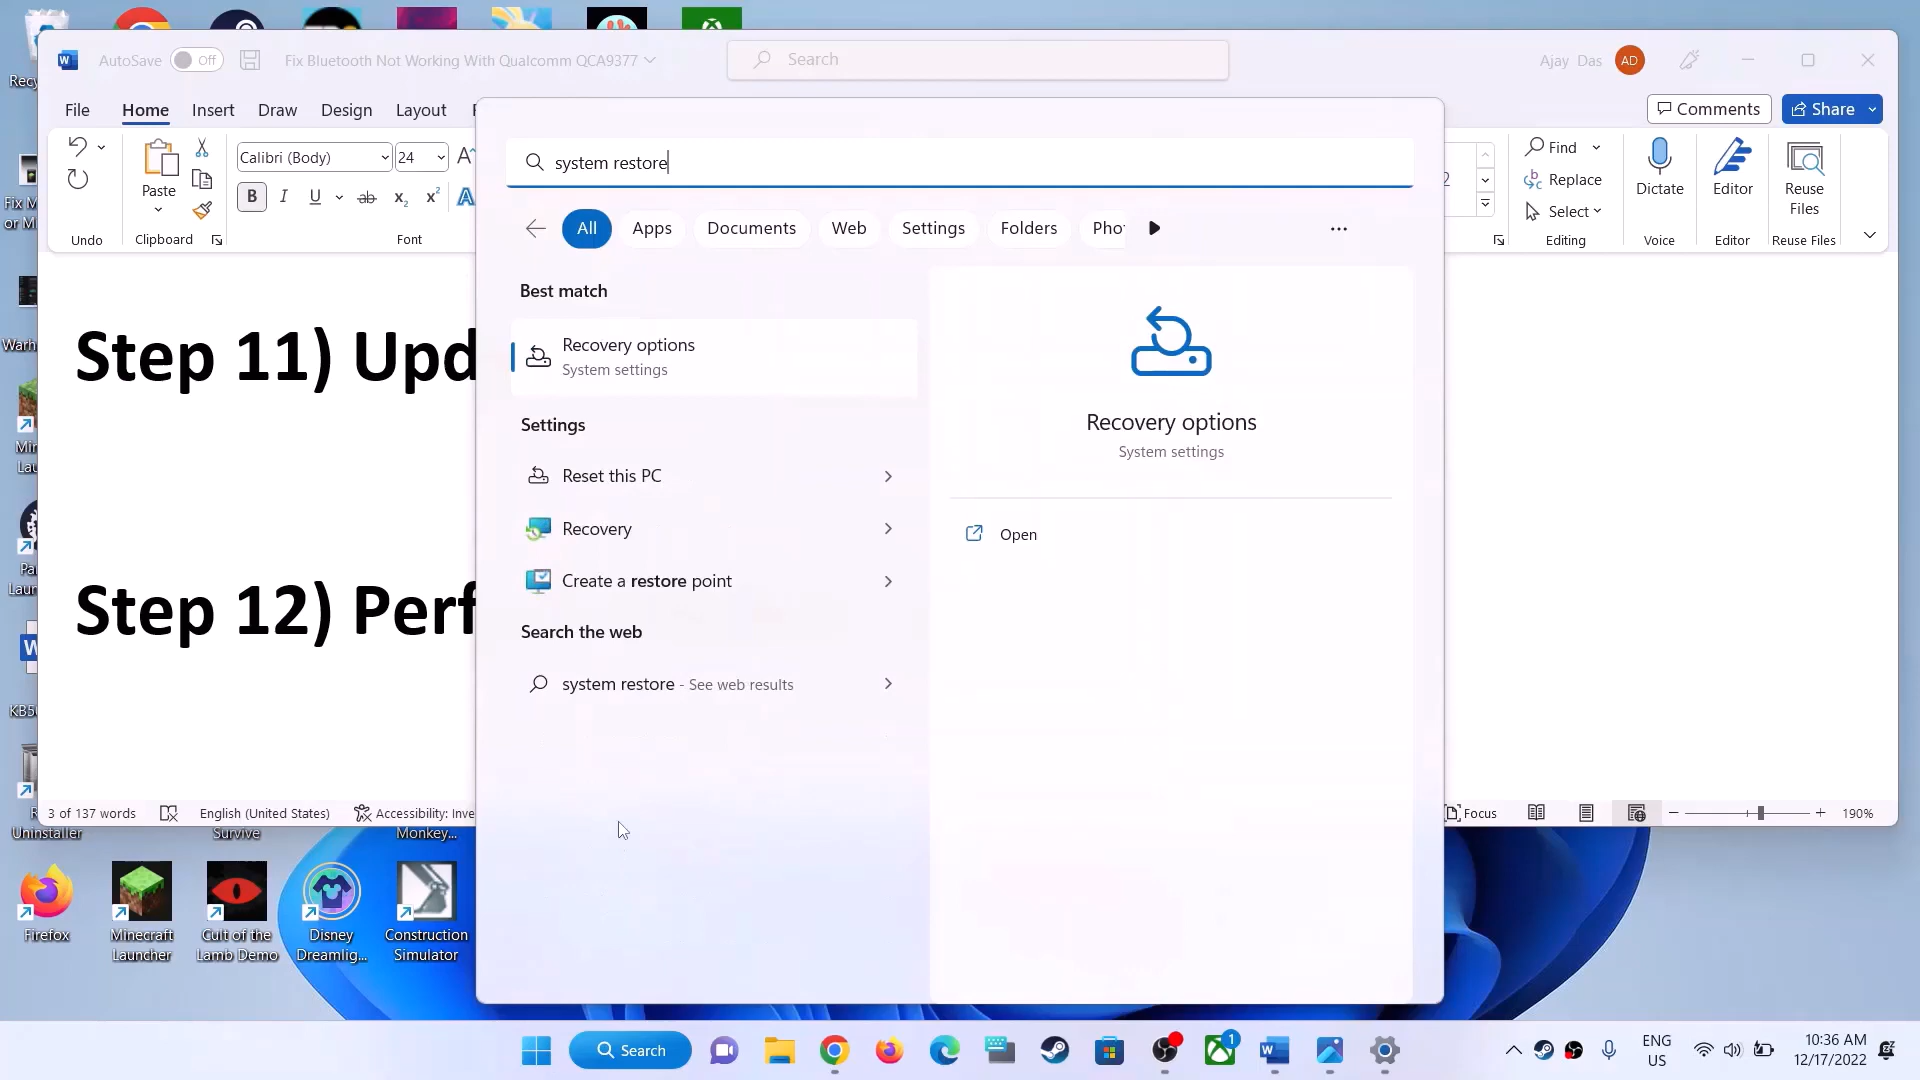 AutoSave Off
Fix Bluetooth Not Working With Qualcomm QCA9377
Search
Ajay Das AD
File Home Insert Draw Design Layout
Comments Share
Calibri (Body) 24
Paste
B I U ab x₂ x² A
Undo Clipboard Font
Find
Replace
Select
Editing
Dictate
Voice
Editor
Editor
Reuse
Files
Reuse Files
system restore
All Apps Documents Web Settings Folders
Best match
Recovery options
System settings
Settings
Reset this PC
Recovery
Create a restore point
Search the web
system restore - See web results
Recovery options
System settings
Open
Step 11) Upd
Step 12) Perf
3 of 137 words English (United States) Accessibility: Inve
Focus 190%
Uninstaller
Survive
Monkey...
Firefox
Minecraft
Launcher
Cult of the
Lamb Demo
Disney
Dreamlig...
Construction
Simulator
Search
1
ENG
US
10:36 AM
12/17/2022